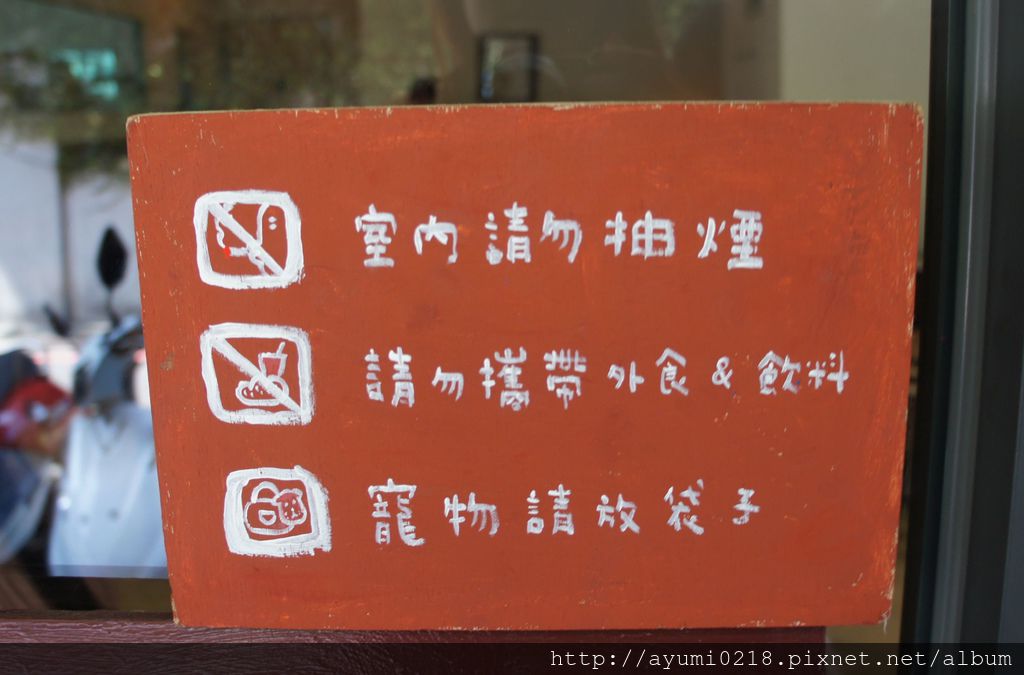 室內請勿抽煙
請勿攜帶外食&飲料
寵物請放袋子
http://ayumi0218.pixnet.net/album